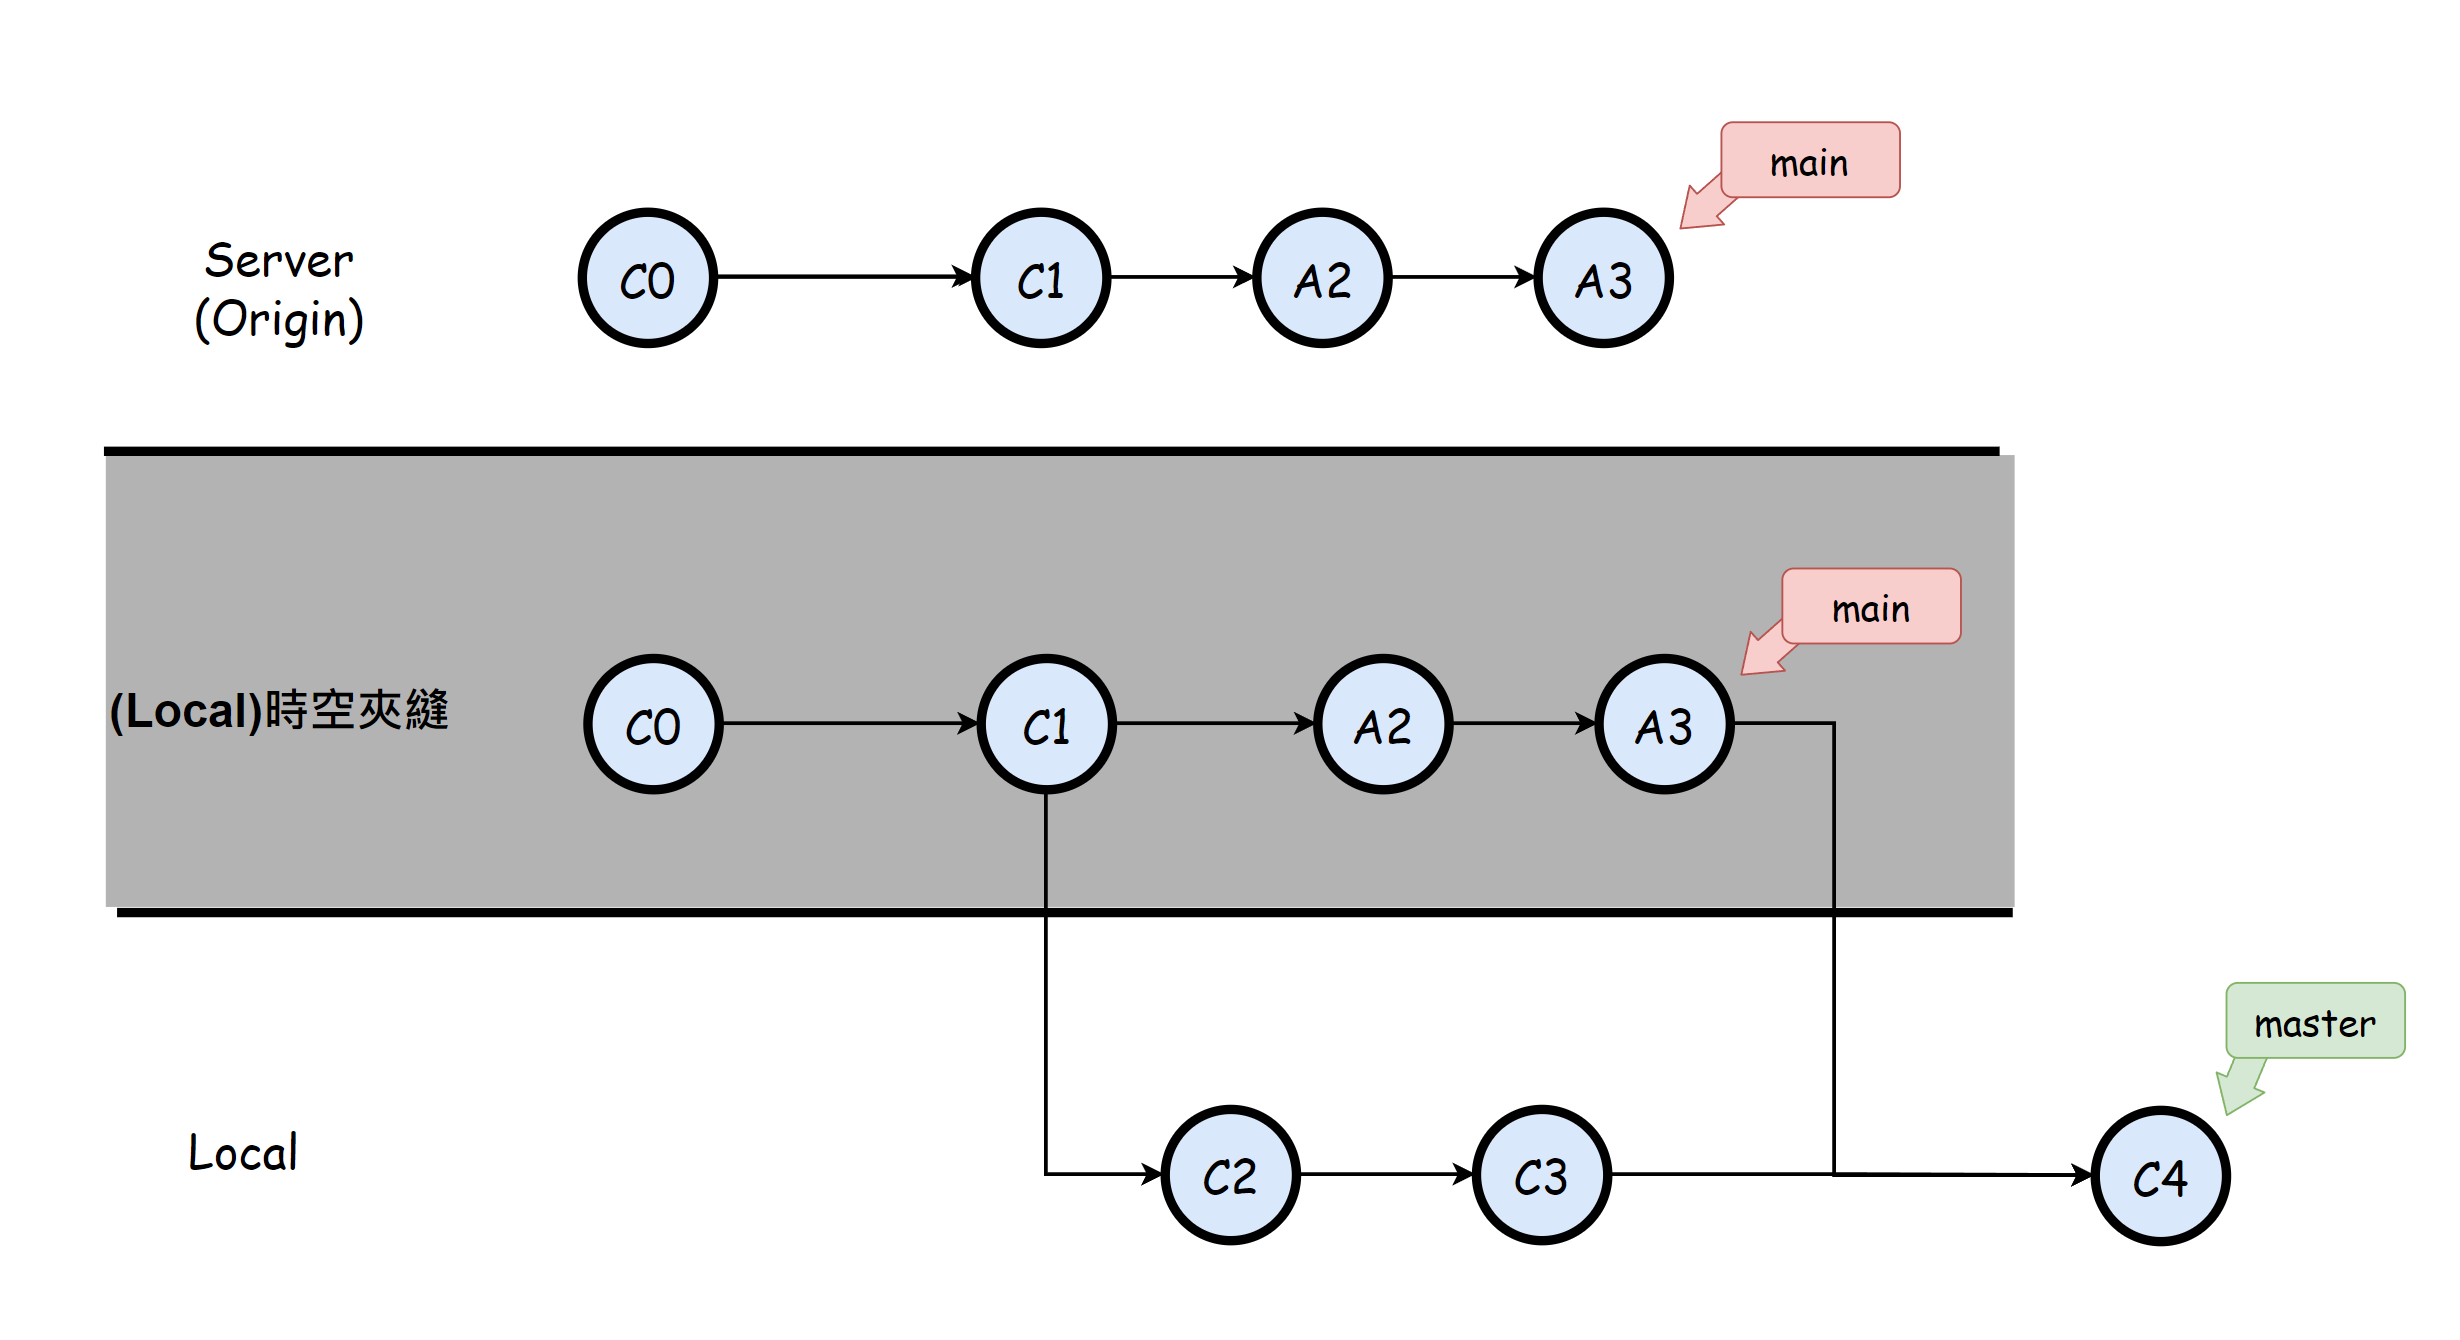 main
Server
(Origin)
C0
C1
A2
A3
main
(Local)時空夾縫
C0
C1
A2
A3
master
Local
C2
C3
C4